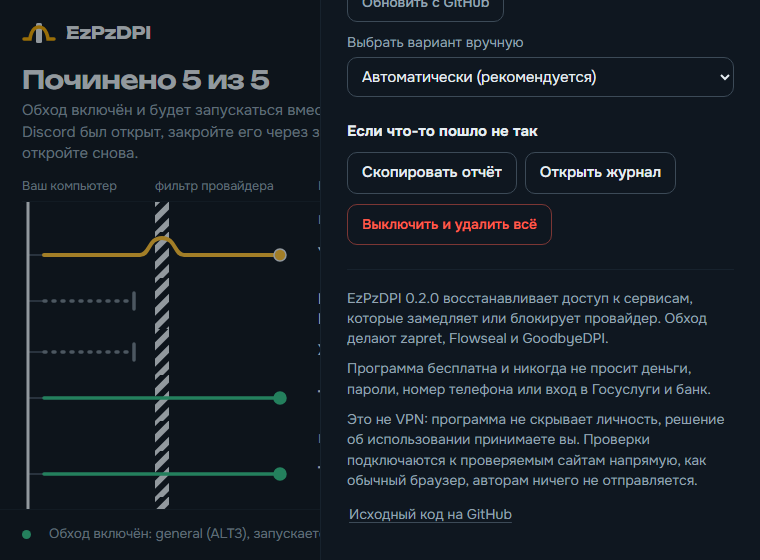 EzPzDPI
Починено 5 из 5
Обход включён и будет запускаться
Discord был открыт, закройте его через
откройте снова.
Ваш компьютер
фильтр провайдера
Обход включён: general (ALT3),
Обновить с GitHub
Выбрать вариант вручную
Автоматически (рекомендуется)
Если что-то пошло не так
Скопировать отчёт
Открыть журнал
Выключить и удалить всё
EzPzDPI 0.2.0 восстанавливает доступ к сервисам,
которые замедляет или блокирует провайдер. Обход
делают zapret, Flowseal и GoodbyeDPI.
Программа бесплатна и никогда не просит деньги,
пароли, номер телефона или вход в Госуслуги и банк.
Это не VPN: программа не скрывает личность, решение
об использовании принимаете вы. Проверки
подключаются к проверяемым сайтам напрямую, как
обычный браузер, авторам ничего не отправляется.
Исходный код на GitHub